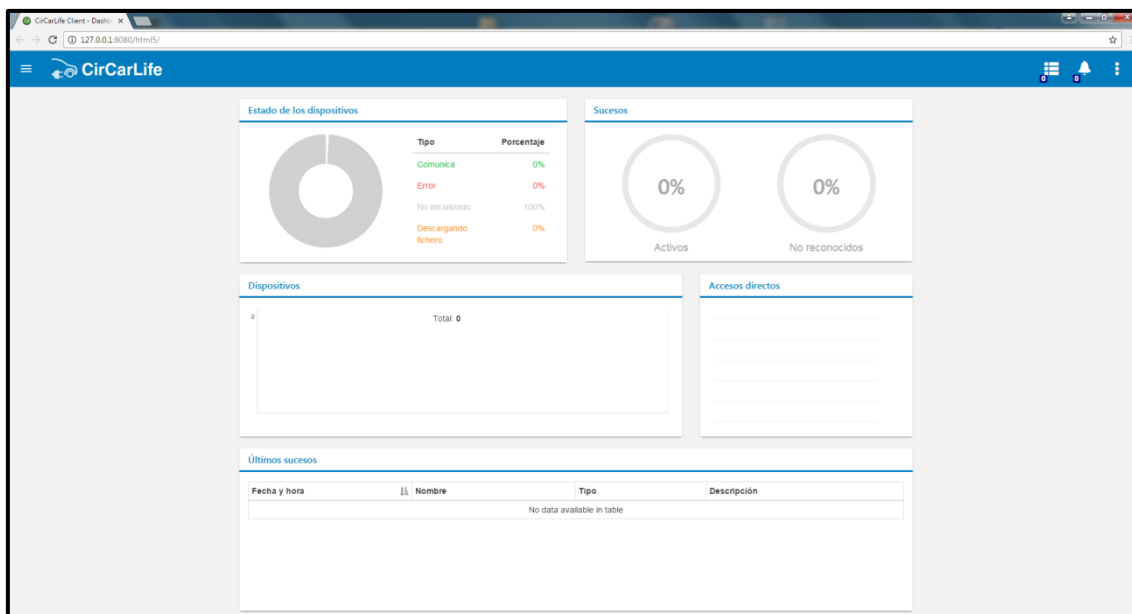 CirCarLife Client - Dashb
127.0.0.1:8080/html5/
CirCarLife
0
0
Estado de los dispositivos
Tipo Porcentaje
Comunica 0%
Error 0%
No inicializado 100%
Descargando
fichero 0%
Sucesos
0% 0%
Activos No reconocidos
Dispositivos
0
Total: 0
Accesos directos
Últimos sucesos
Fecha y hora Nombre Tipo Descripción
No data available in table